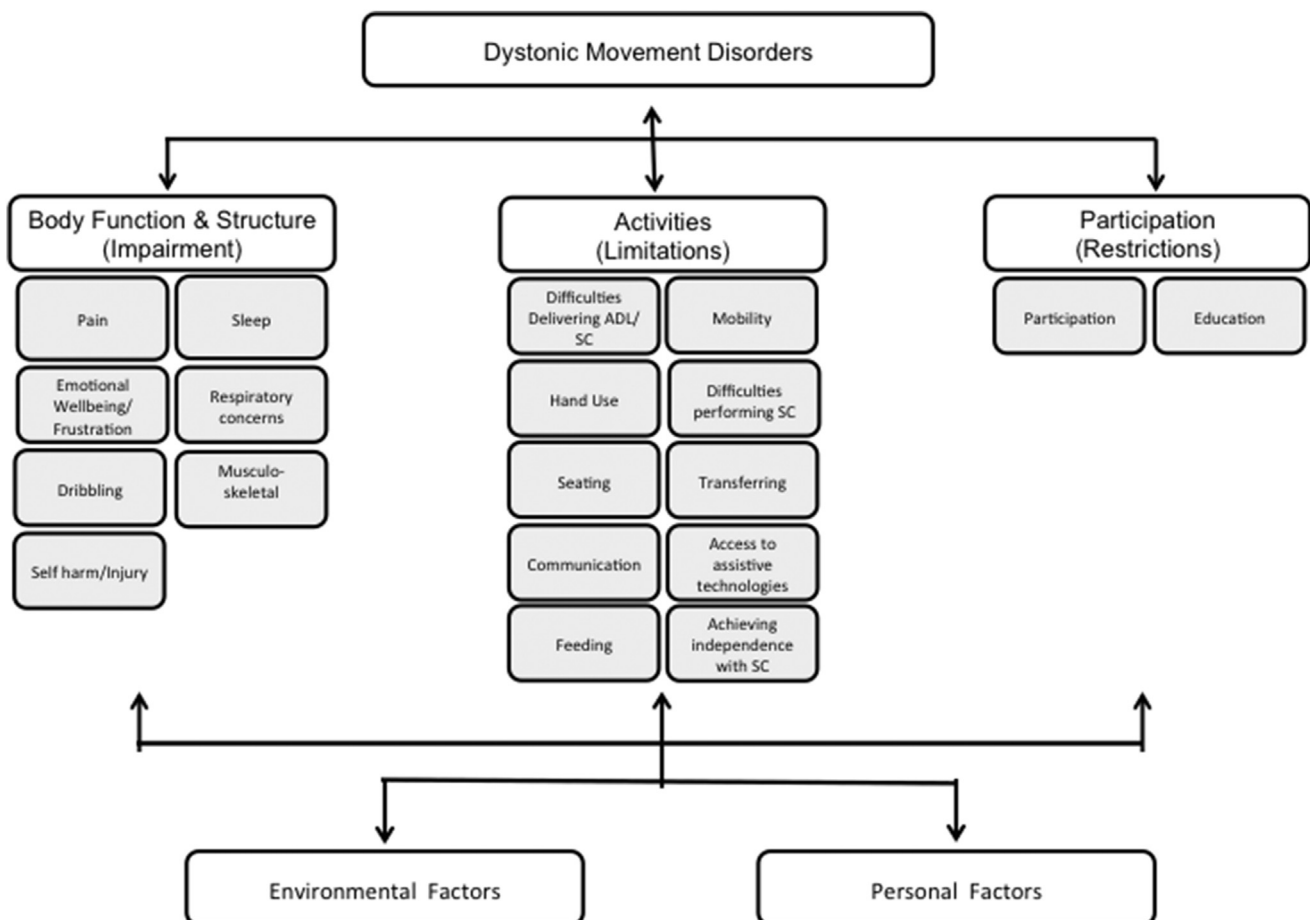 Dystonic Movement Disorders
Body Function & Structure
(Impairment)
Pain
Sleep
Emotional
Wellbeing/
Frustration
Respiratory
concerns
Dribbling
Musculo-
skeletal
Self harm/Injury
Activities
(Limitations)
Difficulties
Delivering ADL/
SC
Mobility
Hand Use
Difficulties
performing SC
Seating
Transferring
Communication
Access to
assistive
technologies
Feeding
Achieving
independence
with SC
Participation
(Restrictions)
Participation
Education
Environmental Factors
Personal Factors